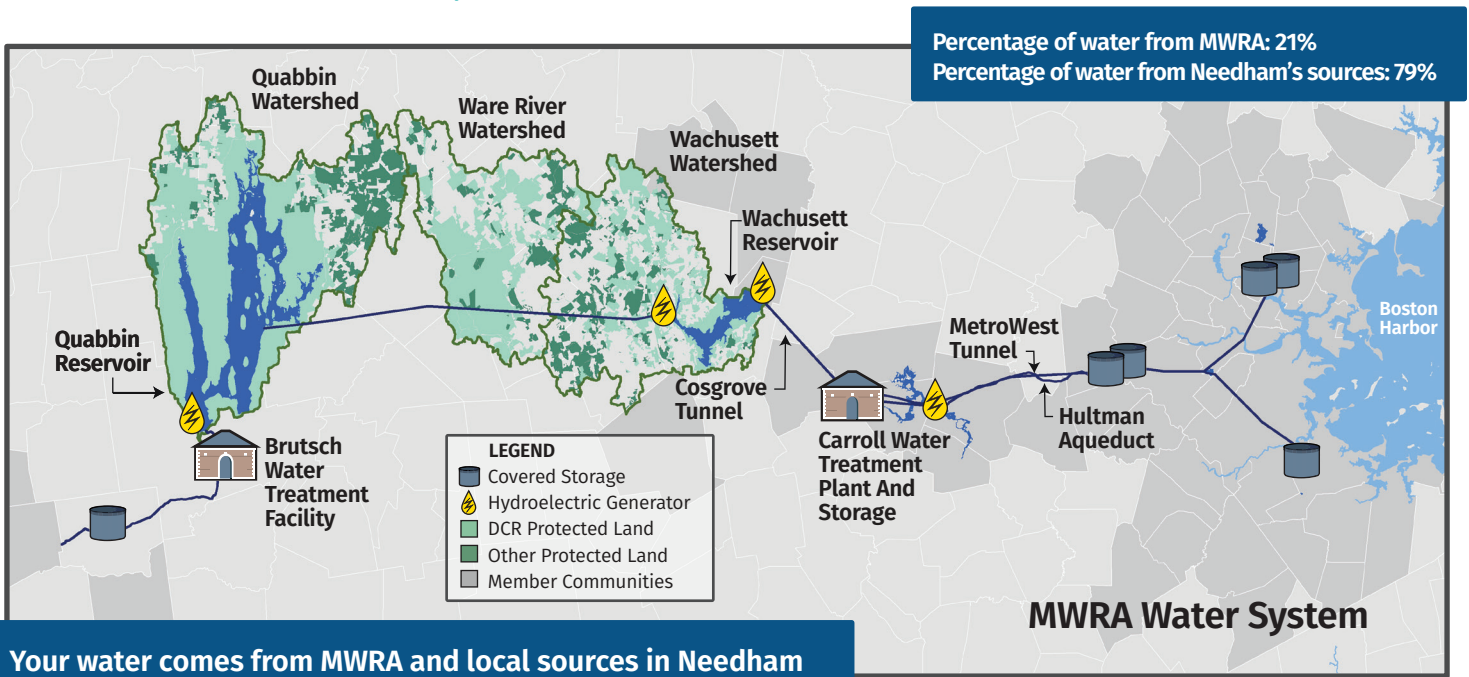 Percentage of water from MWRA: 21%
Percentage of water from Needham's sources: 79%
Quabbin
Watershed
Ware River
Watershed
Wachusett
Watershed
Wachusett
Reservoir
Quabbin
Reservoir
Brutsch
Water
Treatment
Facility
Cosgrove
Tunnel
Carroll Water
Treatment
Plant And
Storage
MetroWest
Tunnel
Hultman
Aqueduct
Boston
Harbor
LEGEND
Covered Storage
Hydroelectric Generator
DCR Protected Land
Other Protected Land
Member Communities
MWRA Water System
Your water comes from MWRA and local sources in Needham